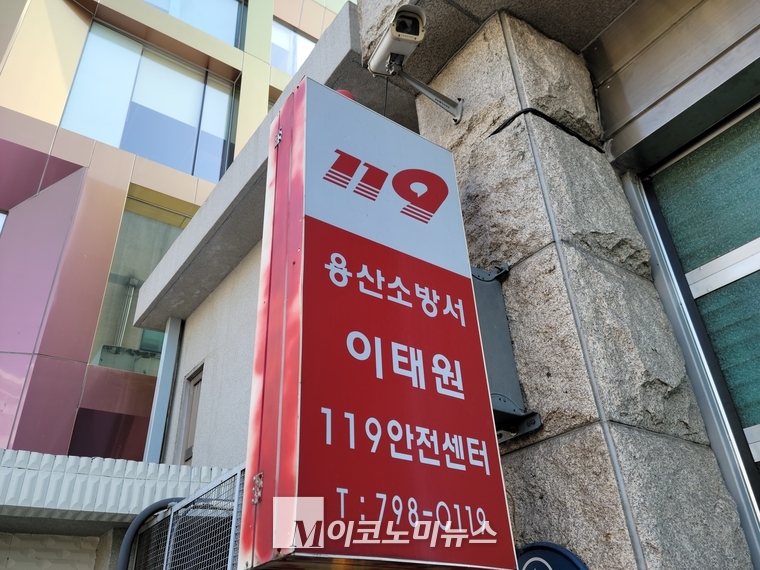 119
용산소방서
이태원
119안전센터
T : 798-0119
M이코노미뉴스